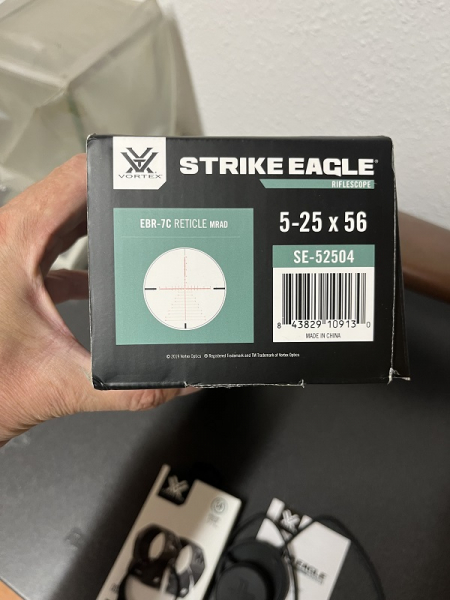 VORTEX
STRIKE EAGLE®
RIFLESCOPE
EBR-7C RETICLE MRAD
5-25 x 56
SE-52504
8 43829 10913 0
MADE IN CHINA
EAGLE